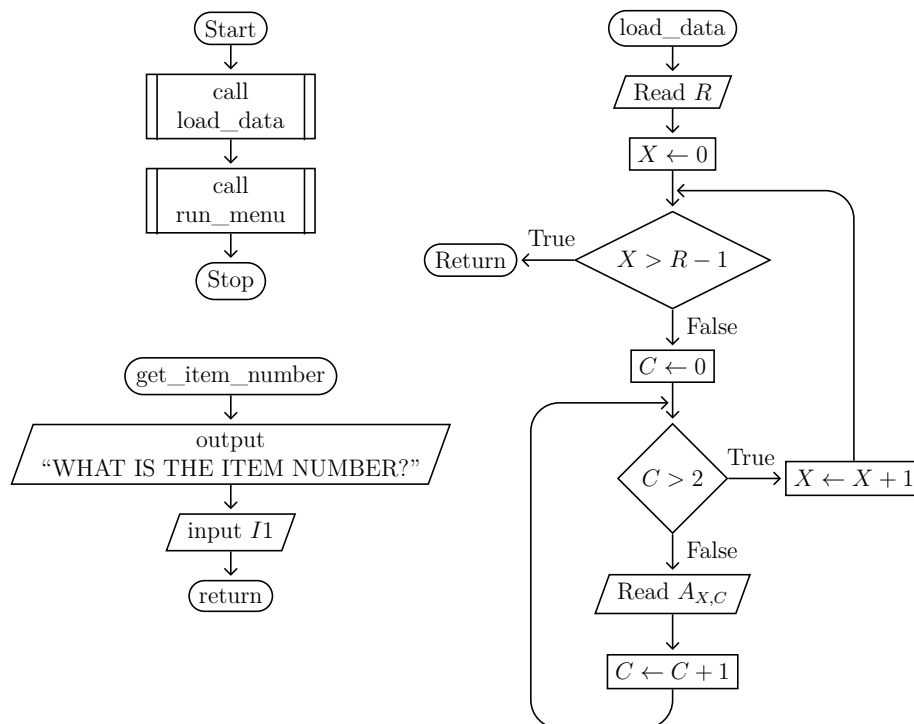 Start
call
load_data
call
run_menu
Stop
get_item_number
output
“WHAT IS THE ITEM NUMBER?”
input I1
return
load_data
Read R
X ← 0
X > R − 1
True
Return
False
C ← 0
C > 2
True
X ← X + 1
False
Read A_{X,C}
C ← C + 1